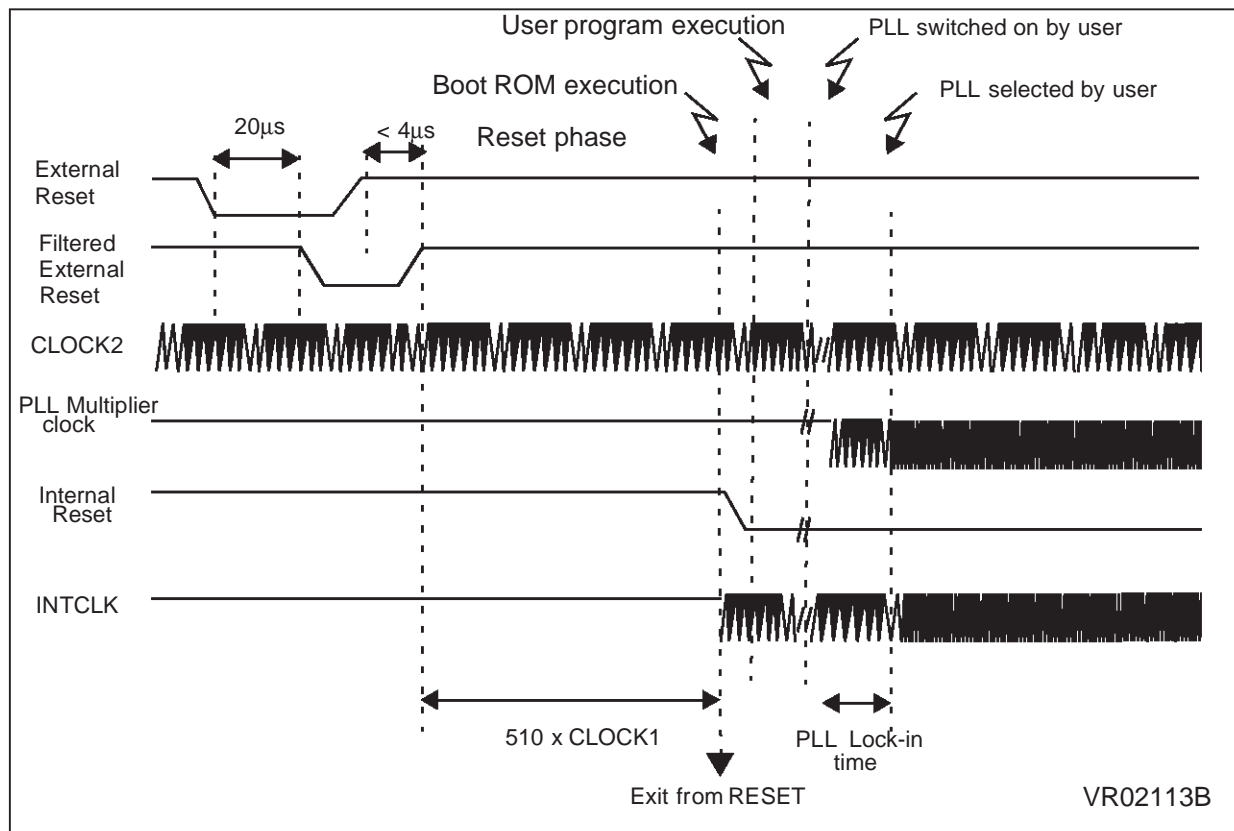 User program execution
PLL switched on by user
Boot ROM execution
PLL selected by user
20µs
< 4µs
Reset phase
External
Reset
Filtered
External
Reset
CLOCK2
PLL Multiplier
clock
Internal
Reset
INTCLK
510 x CLOCK1
PLL Lock-in
time
Exit from RESET
VR02113B